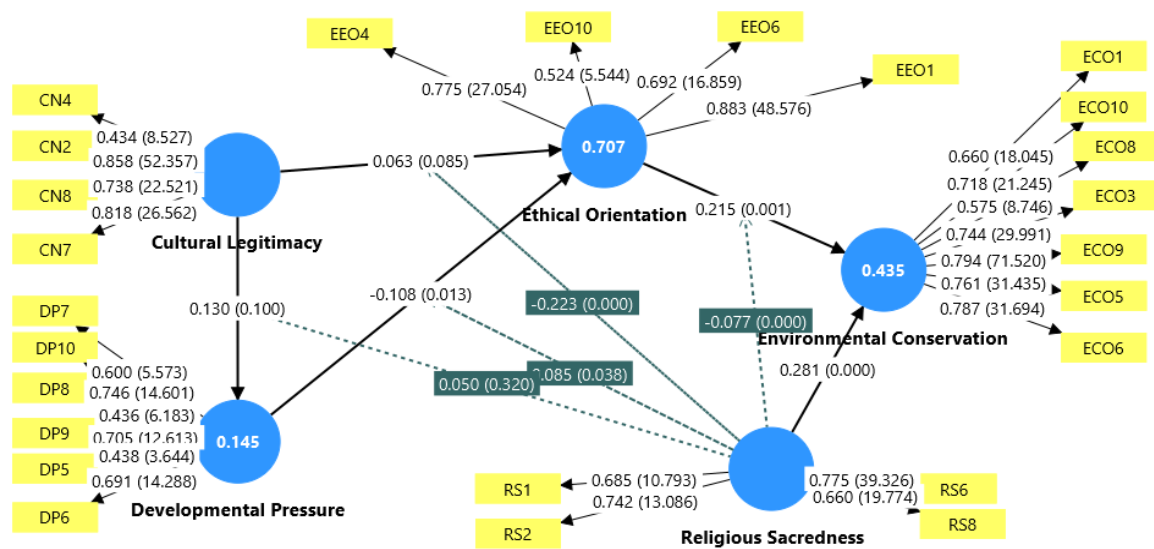 EEO4
EEO10
EEO6
EEO1
ECO1
ECO10
ECO8
ECO3
ECO9
ECO5
ECO6
CN4
CN2
CN8
CN7
0.775 (27.054)
0.524 (5.544)
0.692 (16.859)
0.883 (48.576)
0.434 (8.527)
0.858 (52.357)
0.738 (22.521)
0.818 (26.562)
0.063 (0.085)
0.707
0.660 (18.045)
0.718 (21.245)
0.575 (8.746)
0.744 (29.991)
0.794 (71.520)
0.761 (31.435)
0.787 (31.694)
Cultural Legitimacy
Ethical Orientation
0.215 (0.001)
0.435
DP7
DP10
DP8
DP9
DP5
DP6
0.130 (0.100)
-0.108 (0.013)
-0.223 (0.000)
-0.077 (0.000)
Environmental Conservation
0.600 (5.573)
0.746 (14.601)
0.436 (6.183)
0.705 (12.613)
0.438 (3.644)
0.691 (14.288)
0.050 (0.320)
0.085 (0.038)
0.281 (0.000)
0.145
Developmental Pressure
RS1
RS2
0.685 (10.793)
0.742 (13.086)
0.775 (39.326)
0.660 (19.774)
RS6
RS8
Religious Sacredness